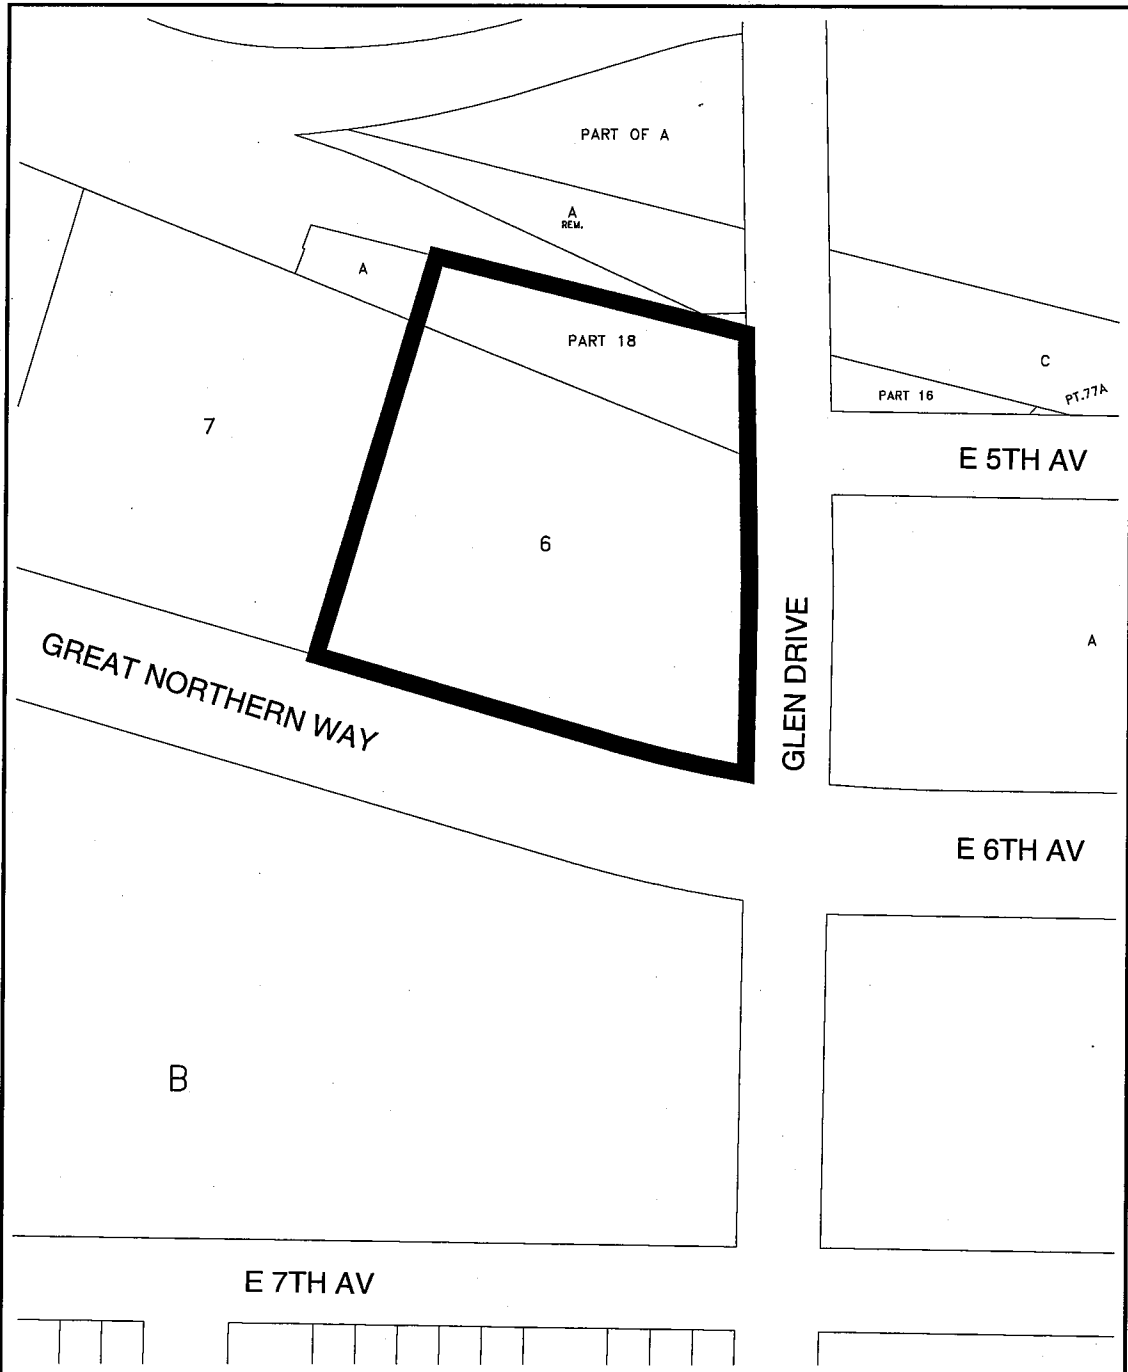 PART OF A
A
REM.
A
PART 18
C
PART 16
PT.77A
7
E 5TH AV
6
GLEN DRIVE
A
GREAT NORTHERN WAY
E 6TH AV
B
E 7TH AV